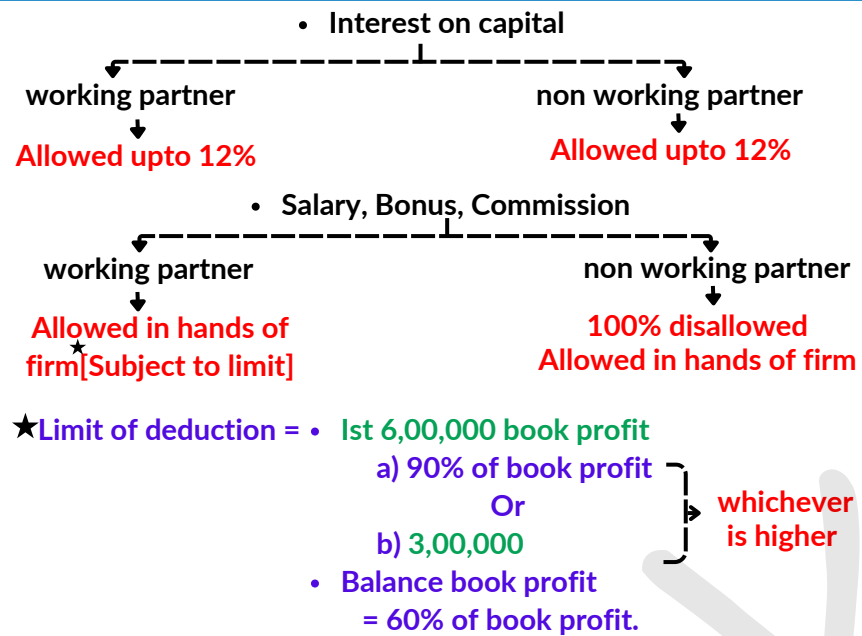 • Interest on capital
working partner
non working partner
Allowed upto 12%
Allowed upto 12%
• Salary, Bonus, Commission
working partner
non working partner
Allowed in hands of
firm★[Subject to limit]
100% disallowed
Allowed in hands of firm
★Limit of deduction = • Ist 6,00,000 book profit
a) 90% of book profit
Or
b) 3,00,000
whichever
is higher
• Balance book profit
= 60% of book profit.